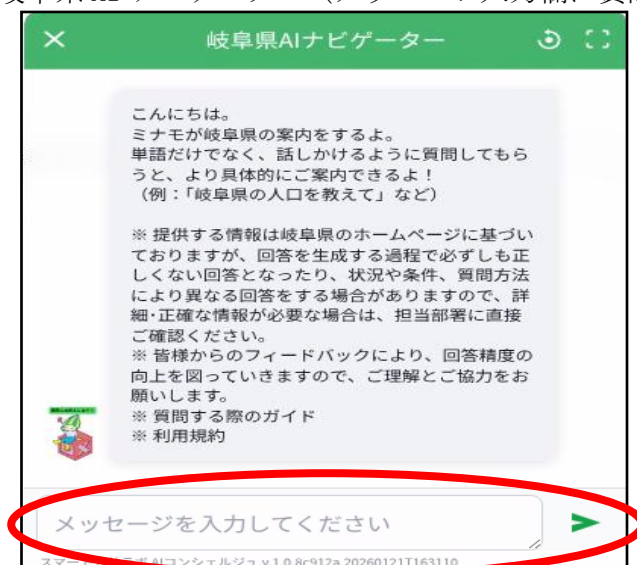 岐阜県AIナビゲーター
こんにちは。
ミナモが岐阜県の案内をするよ。
単語だけでなく、話しかけるように質問してもら
うと、より具体的にご案内できるよ！
（例：「岐阜県の人口を教えて」など）
※ 提供する情報は岐阜県のホームページに基づい
ておりますが、回答を生成する過程で必ずしも正
しくない回答となったり、状況や条件、質問方法
により異なる回答をする場合がありますので、詳
細･正確な情報が必要な場合は、担当部署に直接
ご確認ください。
※ 皆様からのフィードバックにより、回答精度の
向上を図っていきますので、ご理解とご協力をお
願いします。
※ 質問する際のガイド
※ 利用規約
メッセージを入力してください
AIコンシェルジュ v 1.0.8c912a.20260121T163110